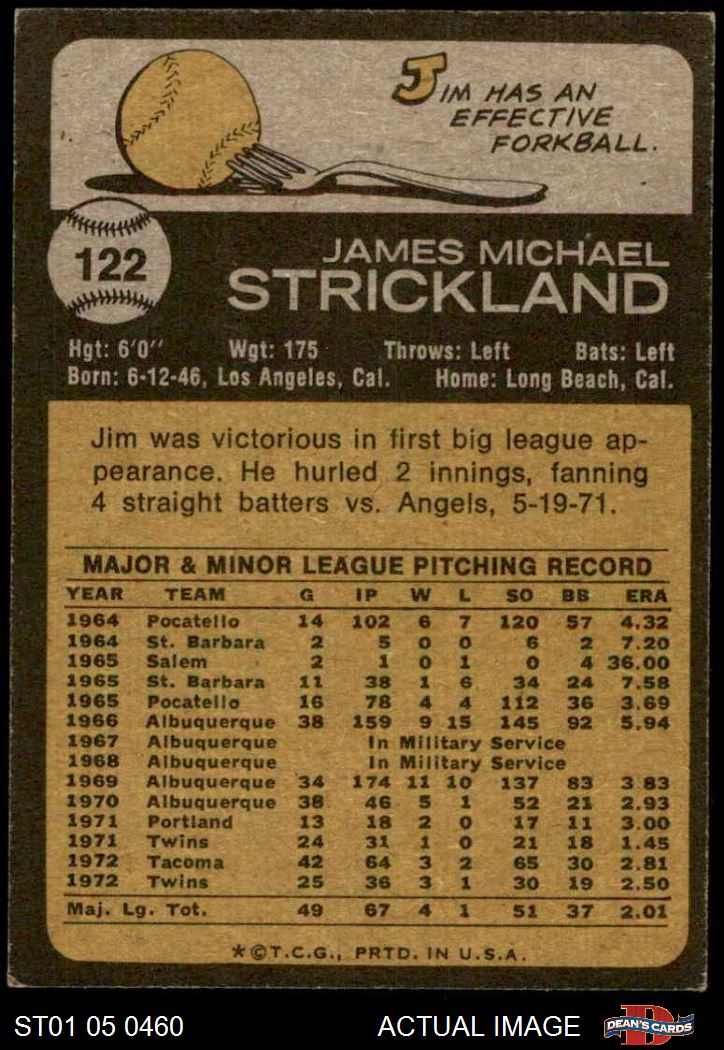 JIM HAS AN
EFFECTIVE
FORKBALL.
122
JAMES MICHAEL
STRICKLAND
Hgt: 6'0" Wgt: 175 Throws: Left Bats: Left
Born: 6-12-46, Los Angeles, Cal. Home: Long Beach, Cal.
Jim was victorious in first big league ap-
pearance. He hurled 2 innings, fanning
4 straight batters vs. Angels, 5-19-71.
MAJOR & MINOR LEAGUE PITCHING RECORD
YEAR TEAM G IP W L SO BB ERA
1964 Pocatello 14 102 6 7 120 57 4.32
1964 St. Barbara 2 5 0 0 6 2 7.20
1965 Salem 2 1 0 1 0 4 36.00
1965 St. Barbara 11 38 1 6 34 24 7.58
1965 Pocatello 16 78 4 4 112 36 3.69
1966 Albuquerque 38 159 9 15 145 92 5.94
1967 Albuquerque In Military Service
1968 Albuquerque In Military Service
1969 Albuquerque 34 174 11 10 137 83 3 83
1970 Albuquerque 38 46 5 1 52 21 2.93
1971 Portland 13 18 2 0 17 11 3.00
1971 Twins 24 31 1 0 21 18 1.45
1972 Tacoma 42 64 3 2 65 30 2.81
1972 Twins 25 36 3 1 30 19 2.50
Maj. Lg. Tot. 49 67 4 1 51 37 2.01
*©T.C.G., PRTD. IN U.S.A.
ST01 05 0460 ACTUAL IMAGE D DEAN'S CARDS